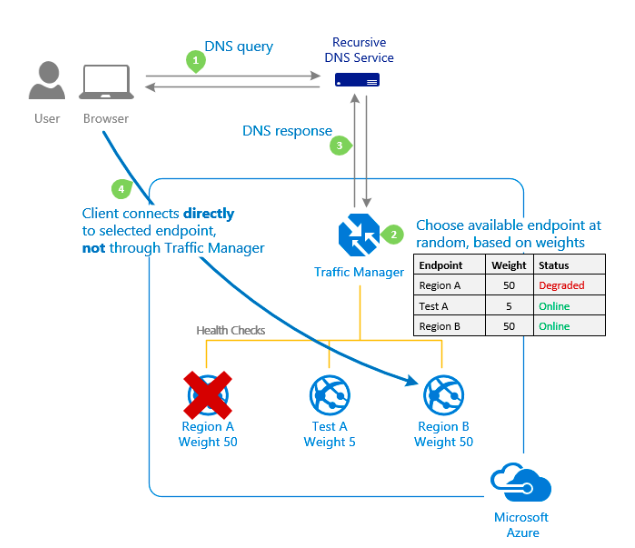 DNS query
1
Recursive
DNS Service
User
Browser
DNS response
3
4
Client connects directly
to selected endpoint,
not through Traffic Manager
2
Choose available endpoint at
random, based on weights
Traffic Manager
Endpoint Weight Status
Region A 50 Degraded
Test A 5 Online
Region B 50 Online
Health Checks
Region A
Weight 50
Test A
Weight 5
Region B
Weight 50
Microsoft
Azure